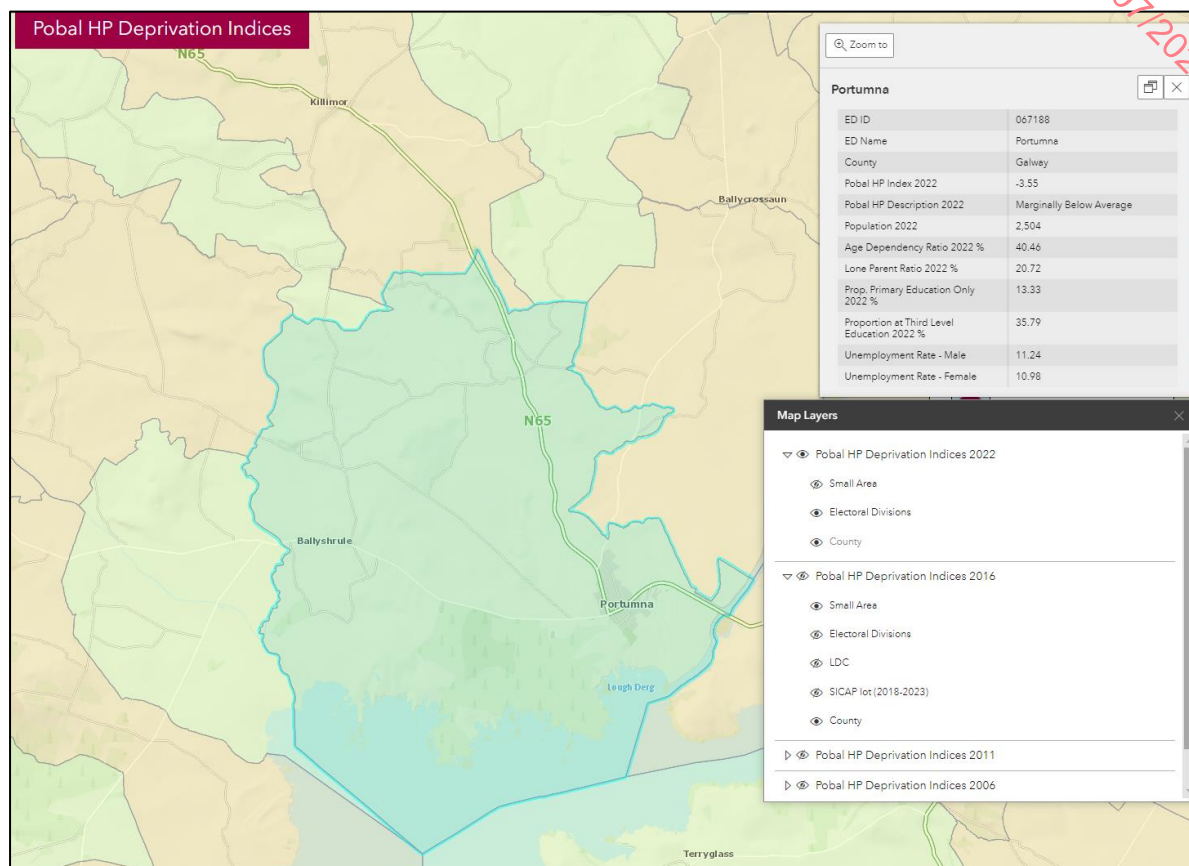 Pobal HP Deprivation Indices
N65
Killimor
Ballycrossaun
N65
Ballyshrule
Portumna
Lough Derg
Terryglass
Zoom to
Portumna
ED ID 067188
ED Name Portumna
County Galway
Pobal HP Index 2022 -3.55
Pobal HP Description 2022 Marginally Below Average
Population 2022 2,504
Age Dependency Ratio 2022 % 40.46
Lone Parent Ratio 2022 % 20.72
Prop. Primary Education Only 13.33
2022 %
Proportion at Third Level 35.79
Education 2022 %
Unemployment Rate - Male 11.24
Unemployment Rate - Female 10.98
Map Layers
Pobal HP Deprivation Indices 2022
Small Area
Electoral Divisions
County
Pobal HP Deprivation Indices 2016
Small Area
Electoral Divisions
LDC
SICAP lot (2018-2023)
County
Pobal HP Deprivation Indices 2011
Pobal HP Deprivation Indices 2006